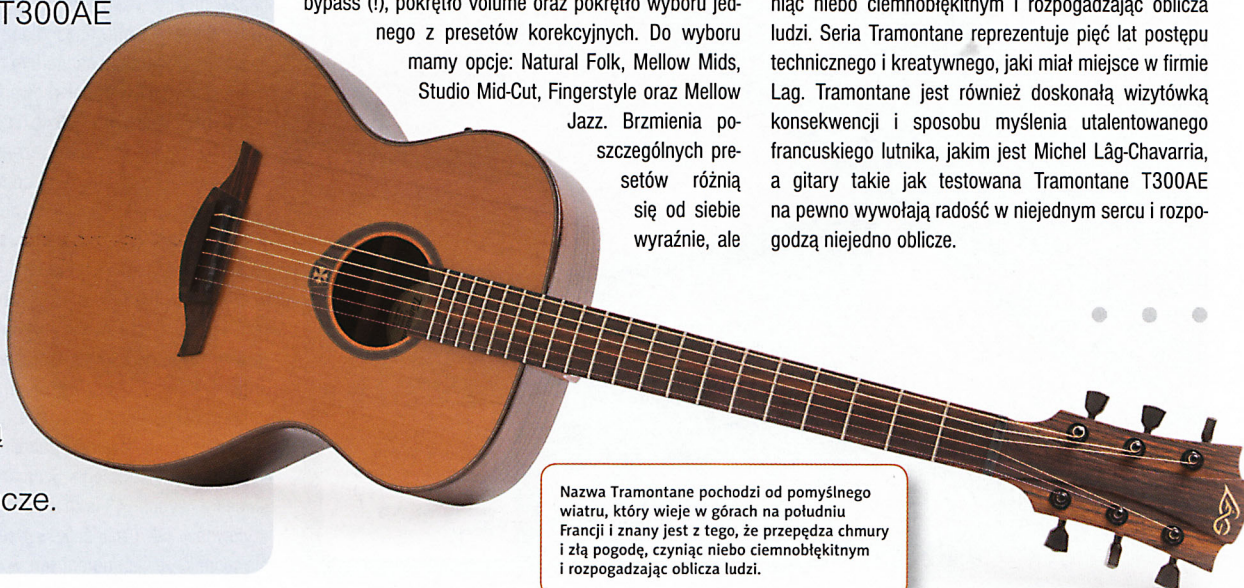 T300AE
cze.
bypass (!), pokrętło volume oraz pokrętło wyboru jed-
nego z presetów korekcyjnych. Do wyboru
mamy opcje: Natural Folk, Mellow Mids,
Studio Mid-Cut, Fingerstyle oraz Mellow
Jazz. Brzmienia po-
szczególnych pre-
setów różnią
się od siebie
wyraźnie, ale
niąc niebo ciemnobłękitnym i rozpogadzając oblicza
ludzi. Seria Tramontane reprezentuje pięć lat postępu
technicznego i kreatywnego, jaki miał miejsce w firmie
Lag. Tramontane jest również doskonałą wizytówką
konsekwencji i sposobu myślenia utalentowanego
francuskiego lutnika, jakim jest Michel Lâg-Chavarria,
a gitary takie jak testowana Tramontane T300AE
na pewno wywołają radość w niejednym sercu i rozpo-
godzą niejedno oblicze.
Nazwa Tramontane pochodzi od pomyślnego
wiatru, który wieje w górach na południu
Francji i znany jest z tego, że przepędza chmury
i złą pogodę, czyniąc niebo ciemnobłękitnym
i rozpogadzając oblicza ludzi.
LAG